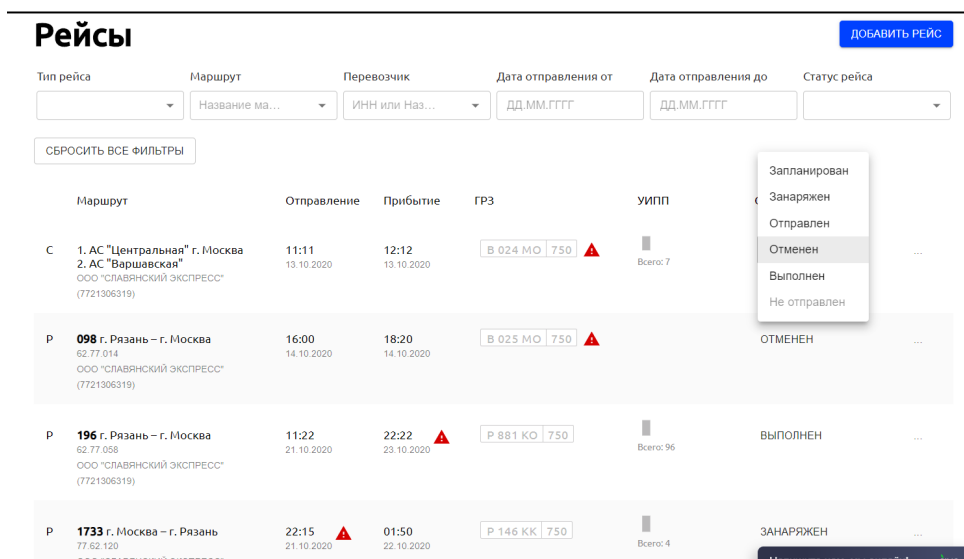 Рейсы
ДОБАВИТЬ РЕЙС
Тип рейса Маршрут Перевозчик Дата отправления от Дата отправления до Статус рейса
Название ма... ИНН или Наз... ДД.ММ.ГГГГ ДД.ММ.ГГГГ
СБРОСИТЬ ВСЕ ФИЛЬТРЫ
Запланирован
Занаряжен
Отправлен
Отменен
Выполнен
Не отправлен
Маршрут Отправление Прибытие ГРЗ УИПП
С 1. АС "Центральная" г. Москва 11:11 12:12 В 024 МО 750
2. АС "Варшавская" 13.10.2020 13.10.2020 Всего: 7 ...
ООО "СЛАВЯНСКИЙ ЭКСПРЕСС"
(7721306319)
Р 098 г. Рязань – г. Москва 16:00 18:20 В 025 МО 750 ОТМЕНЕН ...
62.77.014 14.10.2020 14.10.2020
ООО "СЛАВЯНСКИЙ ЭКСПРЕСС"
(7721306319)
Р 196 г. Рязань – г. Москва 11:22 22:22 Р 881 КО 750 ВЫПОЛНЕН ...
62.77.058 21.10.2020 23.10.2020 Всего: 96
ООО "СЛАВЯНСКИЙ ЭКСПРЕСС"
(7721306319)
Р 1733 г. Москва – г. Рязань 22:15 01:50 Р 146 КК 750 ЗАНАРЯЖЕН ...
77.62.120 21.10.2020 22.10.2020 Всего: 4